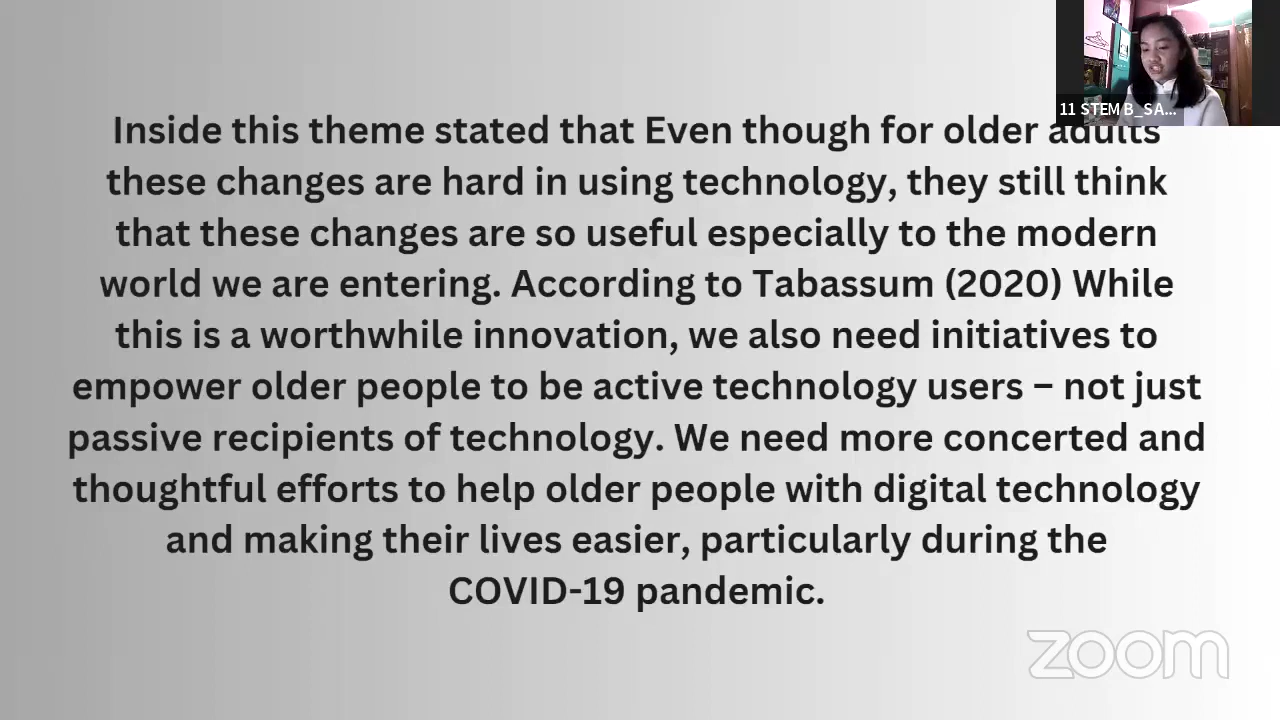 11 STEM B_SA...
Inside this theme stated that Even though for older adults
these changes are hard in using technology, they still think
that these changes are so useful especially to the modern
world we are entering. According to Tabassum (2020) While
this is a worthwhile innovation, we also need initiatives to
empower older people to be active technology users – not just
passive recipients of technology. We need more concerted and
thoughtful efforts to help older people with digital technology
and making their lives easier, particularly during the
COVID-19 pandemic.
zoom